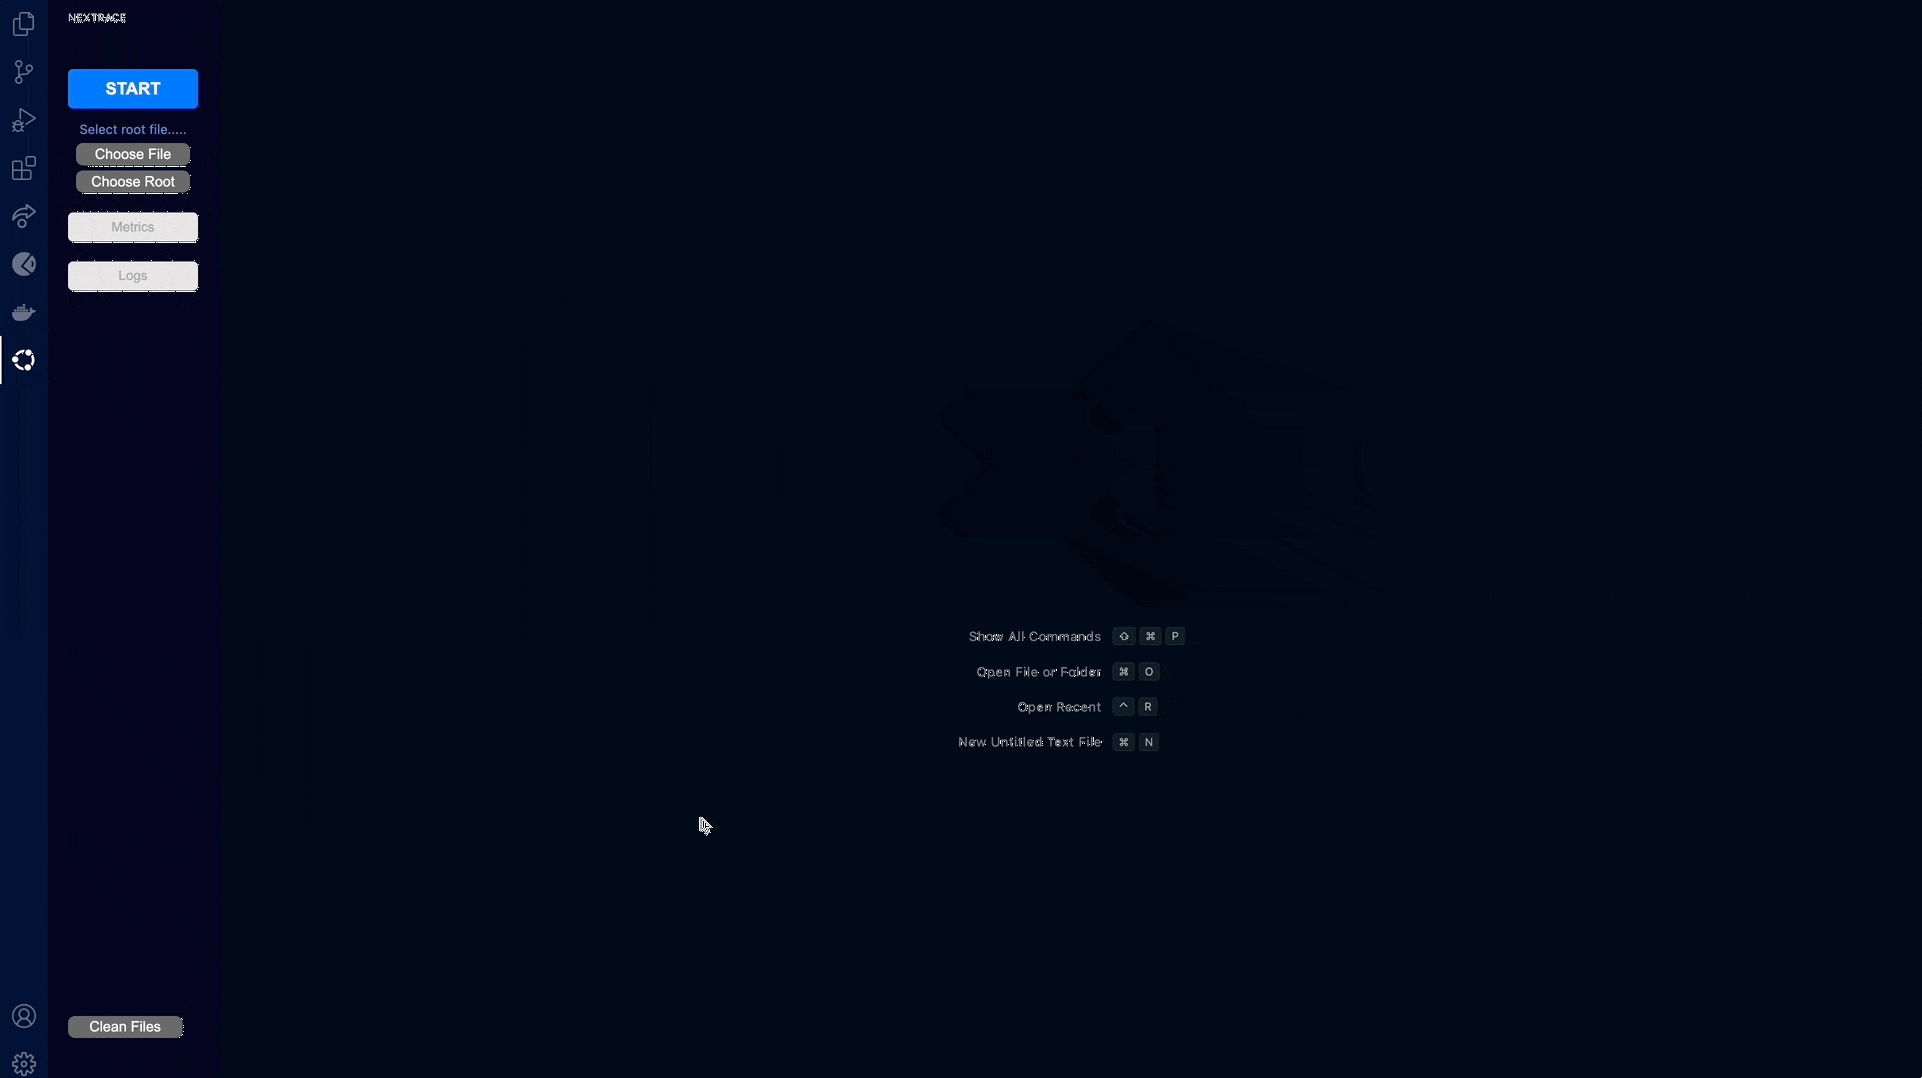 NEXTRACE
START
Select root file.....
Choose File
Choose Root
Metrics
Logs
Show All Commands ⇧ ⌘ P
Open File or Folder ⌘ O
Open Recent ^ R
New Untitled Text File ⌘ N
Clean Files